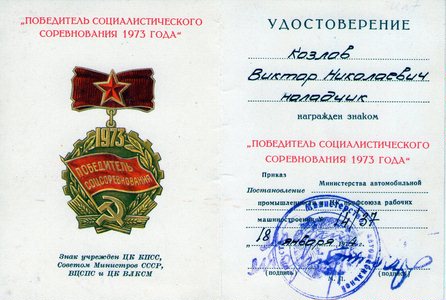 "ПОБЕДИТЕЛЬ СОЦИАЛИСТИЧЕСКОГО
СОРЕВНОВАНИЯ 1973 ГОДА"
1973
ПОБЕДИТЕЛЬ
СОЦСОРЕВНОВАНИЯ
Знак учрежден ЦК КПСС,
Советом Министров СССР,
ВЦСПС и ЦК ВЛКСМ
УДОСТОВЕРЕНИЕ
Козлов
Виктор Николаевич
наладчик
награжден знаком
"ПОБЕДИТЕЛЬ СОЦИАЛИСТИЧЕСКОГО
СОРЕВНОВАНИЯ 1973 ГОДА"
Приказ
Министерства автомобильной
Постановление
промышленности
профсоюза рабочих
машиностроения
18 января
(подпись)
(подпись)